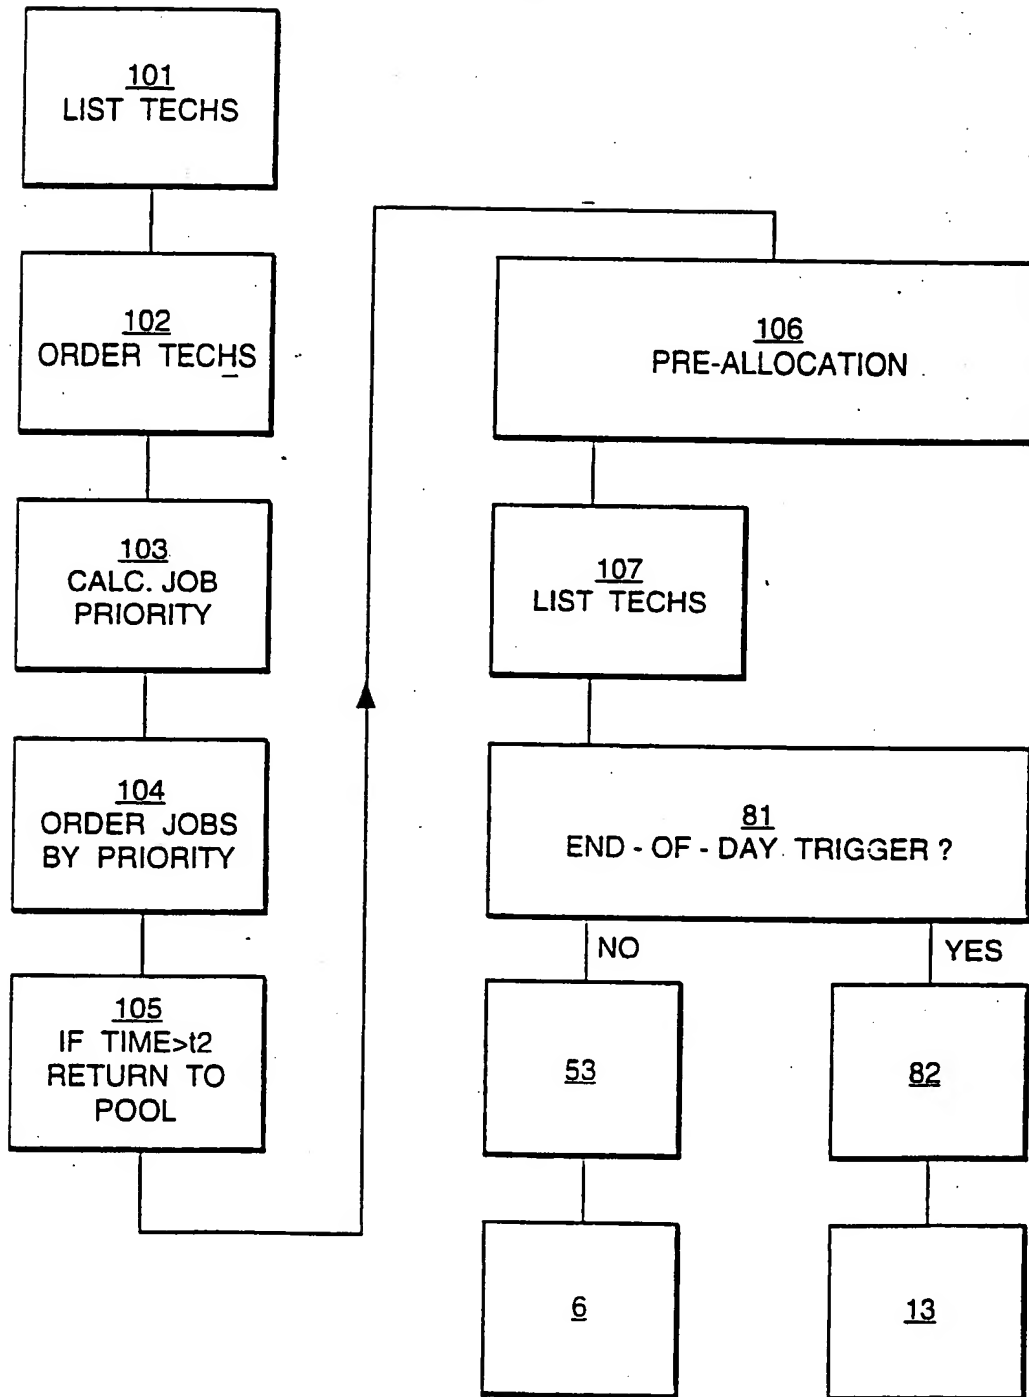 101
LIST TECHS
102
ORDER TECHS
103
CALC. JOB
PRIORITY
104
ORDER JOBS
BY PRIORITY
105
IF TIME>t2
RETURN TO
POOL
106
PRE-ALLOCATION
107
LIST TECHS
81
END - OF - DAY TRIGGER ?
NO
YES
53
82
6
13